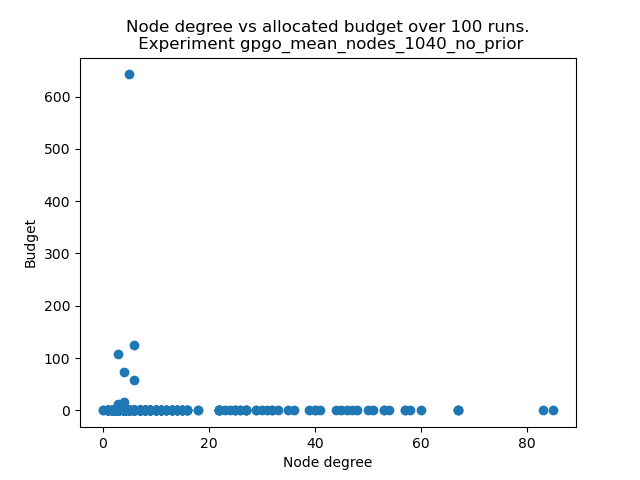 Node degree vs allocated budget over 100 runs.
Experiment gpgo_mean_nodes_1040_no_prior
600
500
400
300
200
100
0
Budget
0 20 40 60 80
Node degree